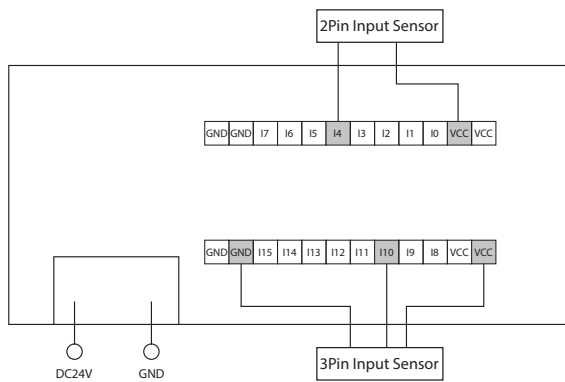 2Pin Input Sensor
GND GND I7 I6 I5 I4 I3 I2 I1 I0 VCC VCC
GND GND I15 I14 I13 I12 I11 I10 I9 I8 VCC VCC
DC24V GND
3Pin Input Sensor